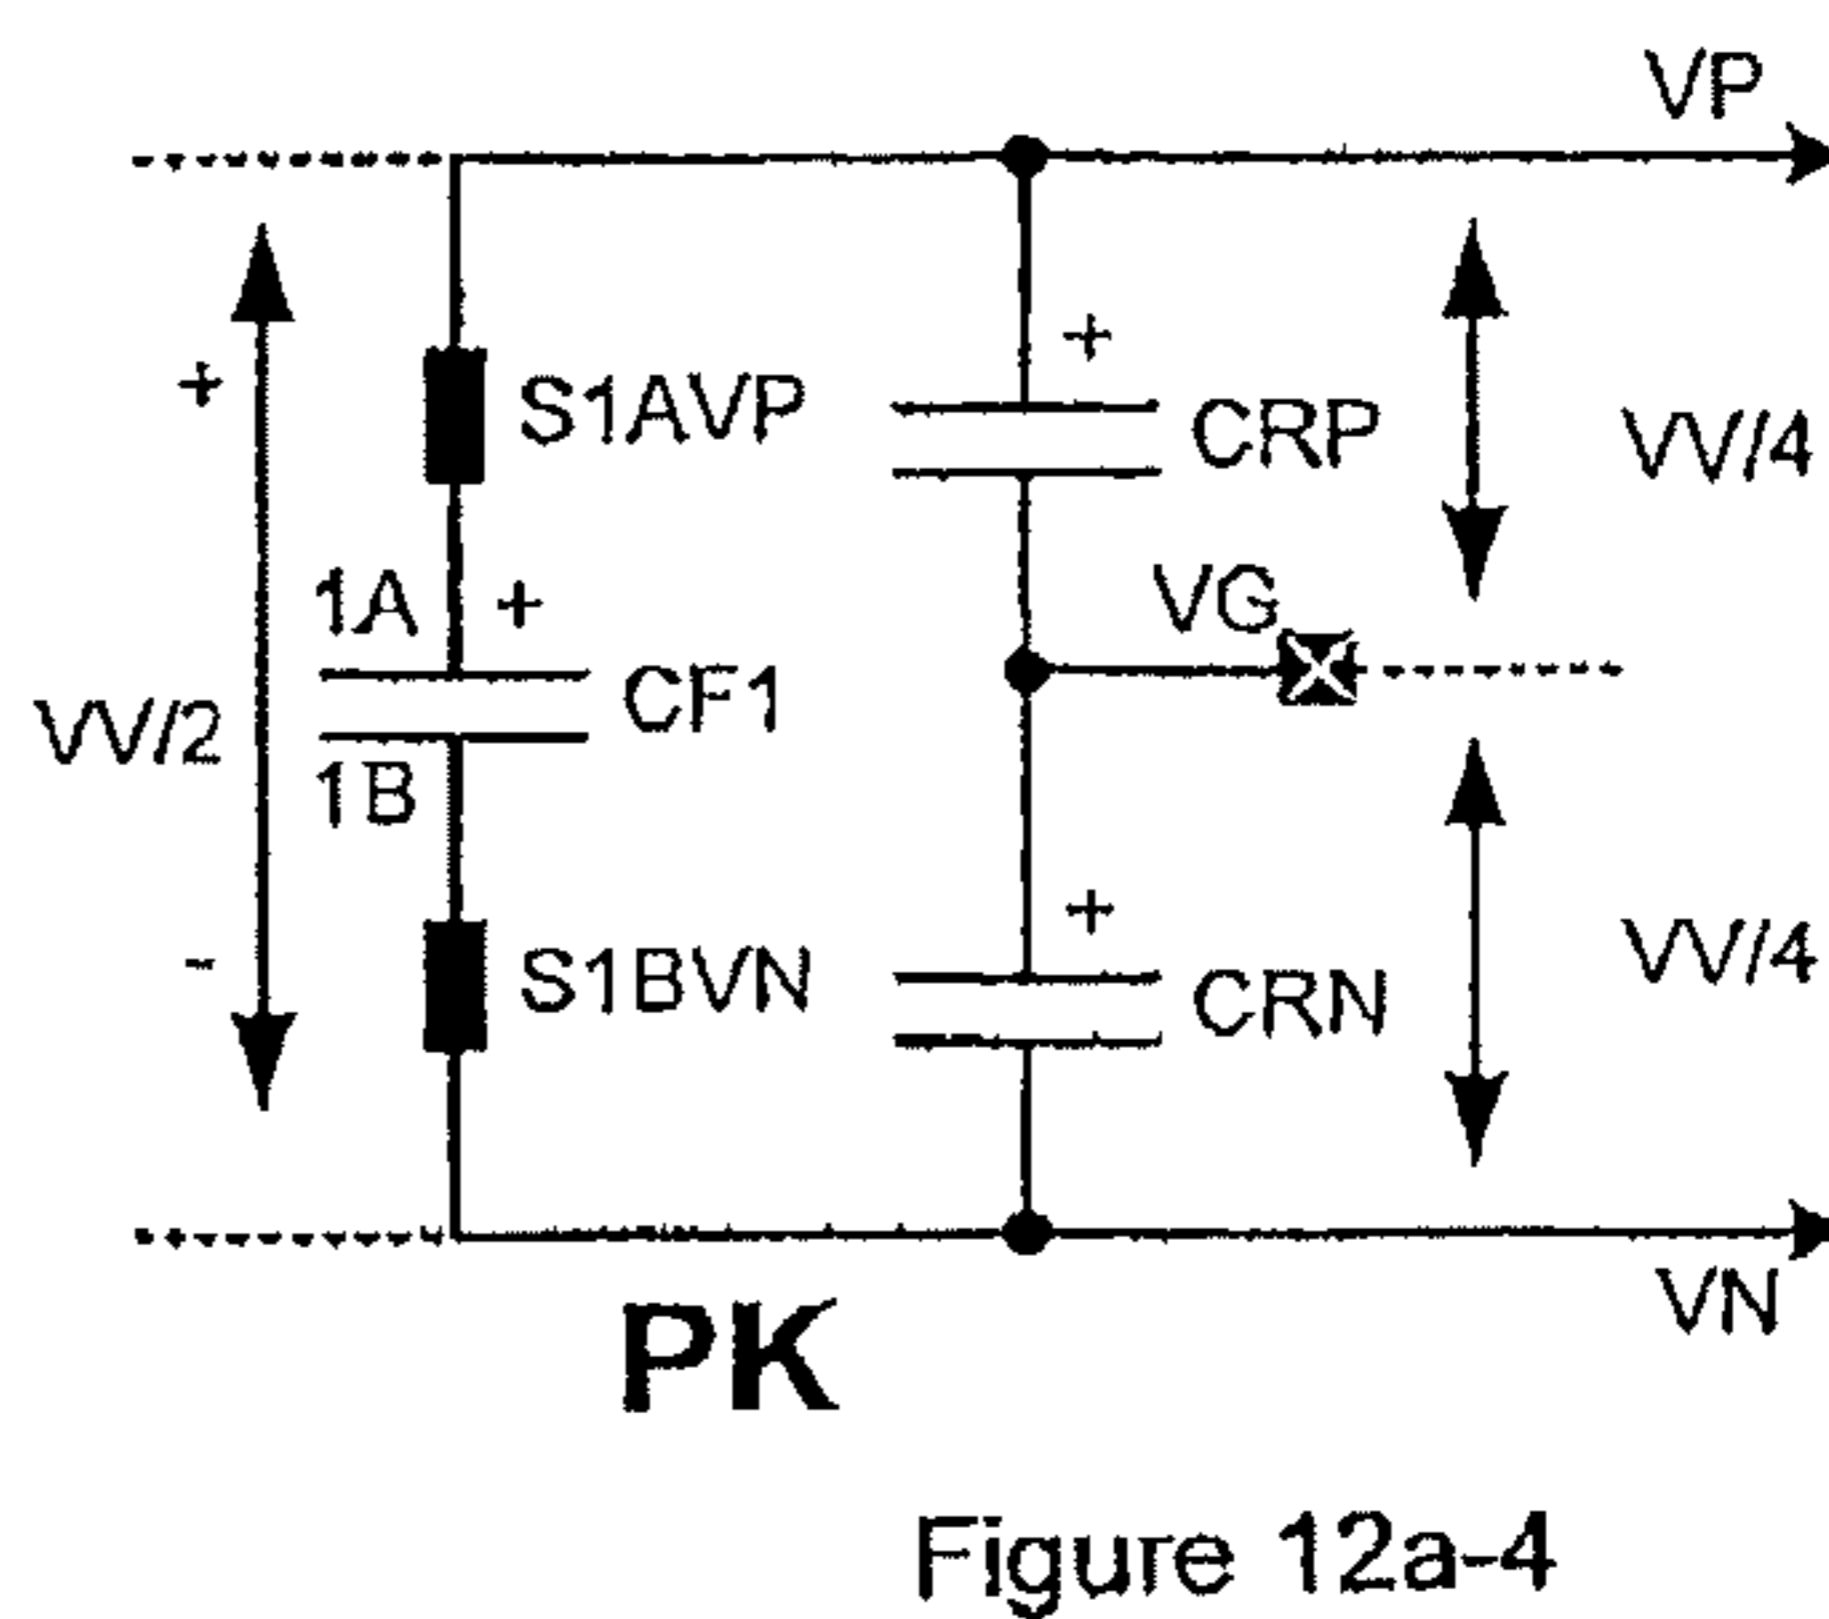 VP
+
S1AVP
+
CRP
VV/4
1A
+
VG
CF1
VV/2
1B
+
-
S1BVN
CRN
VV/4
VN
PK
Figure 12a-4